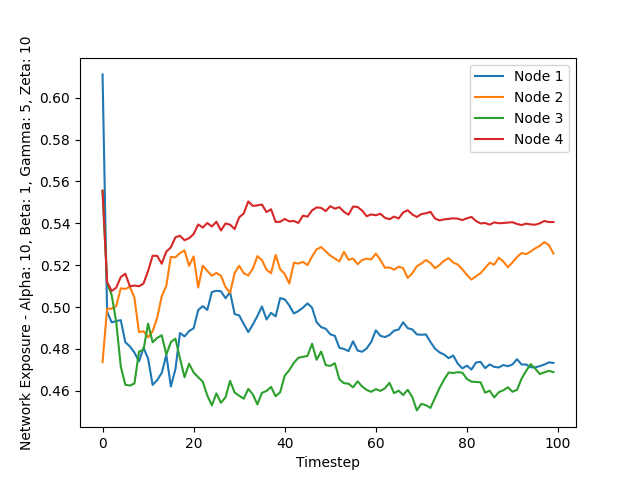 Network Exposure - Alpha: 10, Beta: 1, Gamma: 5, Zeta: 10
0.60
0.58
0.56
0.54
0.52
0.50
0.48
0.46
Node 1
Node 2
Node 3
Node 4
0 20 40 60 80 100
Timestep